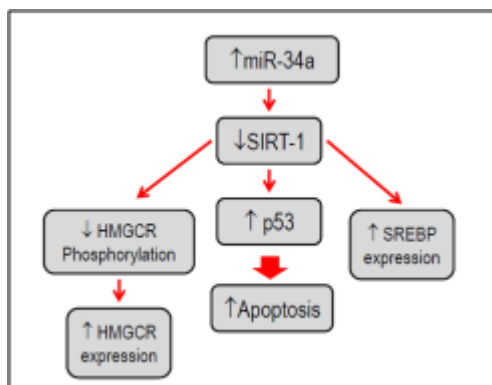 ↑miR-34a
↓SIRT-1
↓ HMGCR
Phosphorylation
↑ p53
↑ SREBP
expression
↑Apoptosis
↑ HMGCR
expression